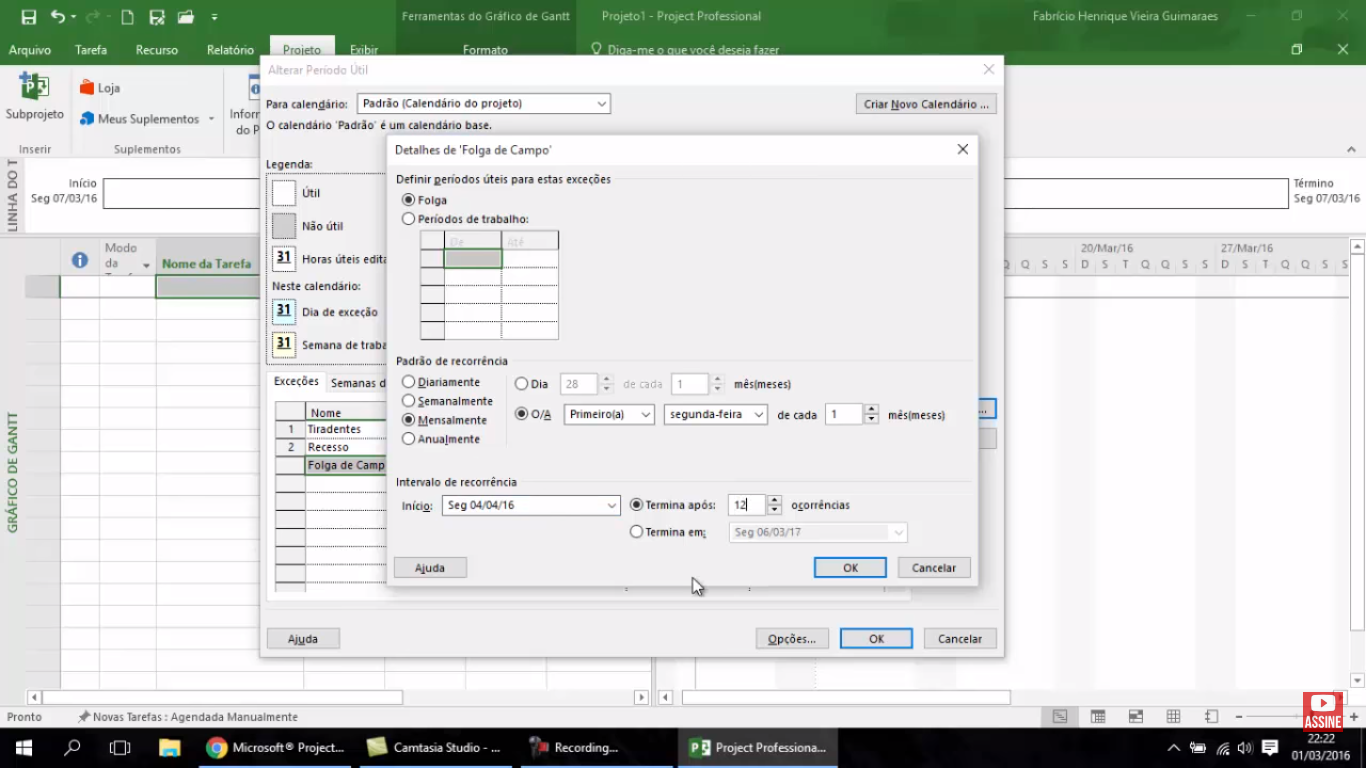 Ferramentas do Gráfico de Gantt
Projeto1 - Project Professional
Fabrício Henrique Vieira Guimaraes
Arquivo
Tarefa
Recurso
Relatório
Projeto
Exibir
Formato
Diga-me o que você deseja fazer
Subprojeto
Loja
Meus Suplementos
Inserir
Suplementos
Infor
do P
Alterar Período Útil
Para calendário:
Padrão (Calendário do projeto)
Criar Novo Calendário ...
O calendário 'Padrão' é um calendário base.
Legenda:
Útil
Não útil
31
Horas úteis edita
Neste calendário:
31
Dia de exceção
31
Semana de traba
Exceções
Semanas d
Nome
1 Tiradentes
2 Recesso
Folga de Camp
Detalhes de 'Folga de Campo'
Definir períodos úteis para estas exceções
Folga
Períodos de trabalho:
De
Até
Padrão de recorrência
Diariamente
Semanalmente
Mensalmente
Anualmente
Dia
28
de cada
1
mês(meses)
O/A
Primeiro(a)
segunda-feira
de cada
1
mês(meses)
Intervalo de recorrência
Início:
Seg 04/04/16
Termina após:
12
ocorrências
Termina em:
Seg 06/03/17
Ajuda
OK
Cancelar
...
Ajuda
Opções...
OK
Cancelar
LINHA DO T
Início
Seg 07/03/16
Término
Seg 07/03/16
Modo
da
Nome da Tarefa
20/Mar/16
27/Mar/16
Q Q S S D S T Q Q S S D S T Q Q S S
GRÁFICO DE GANTT
Pronto
Novas Tarefas : Agendada Manualmente
ASSINE
Microsoft® Project...
Camtasia Studio - ...
Recording...
Project Professiona...
22:22
01/03/2016